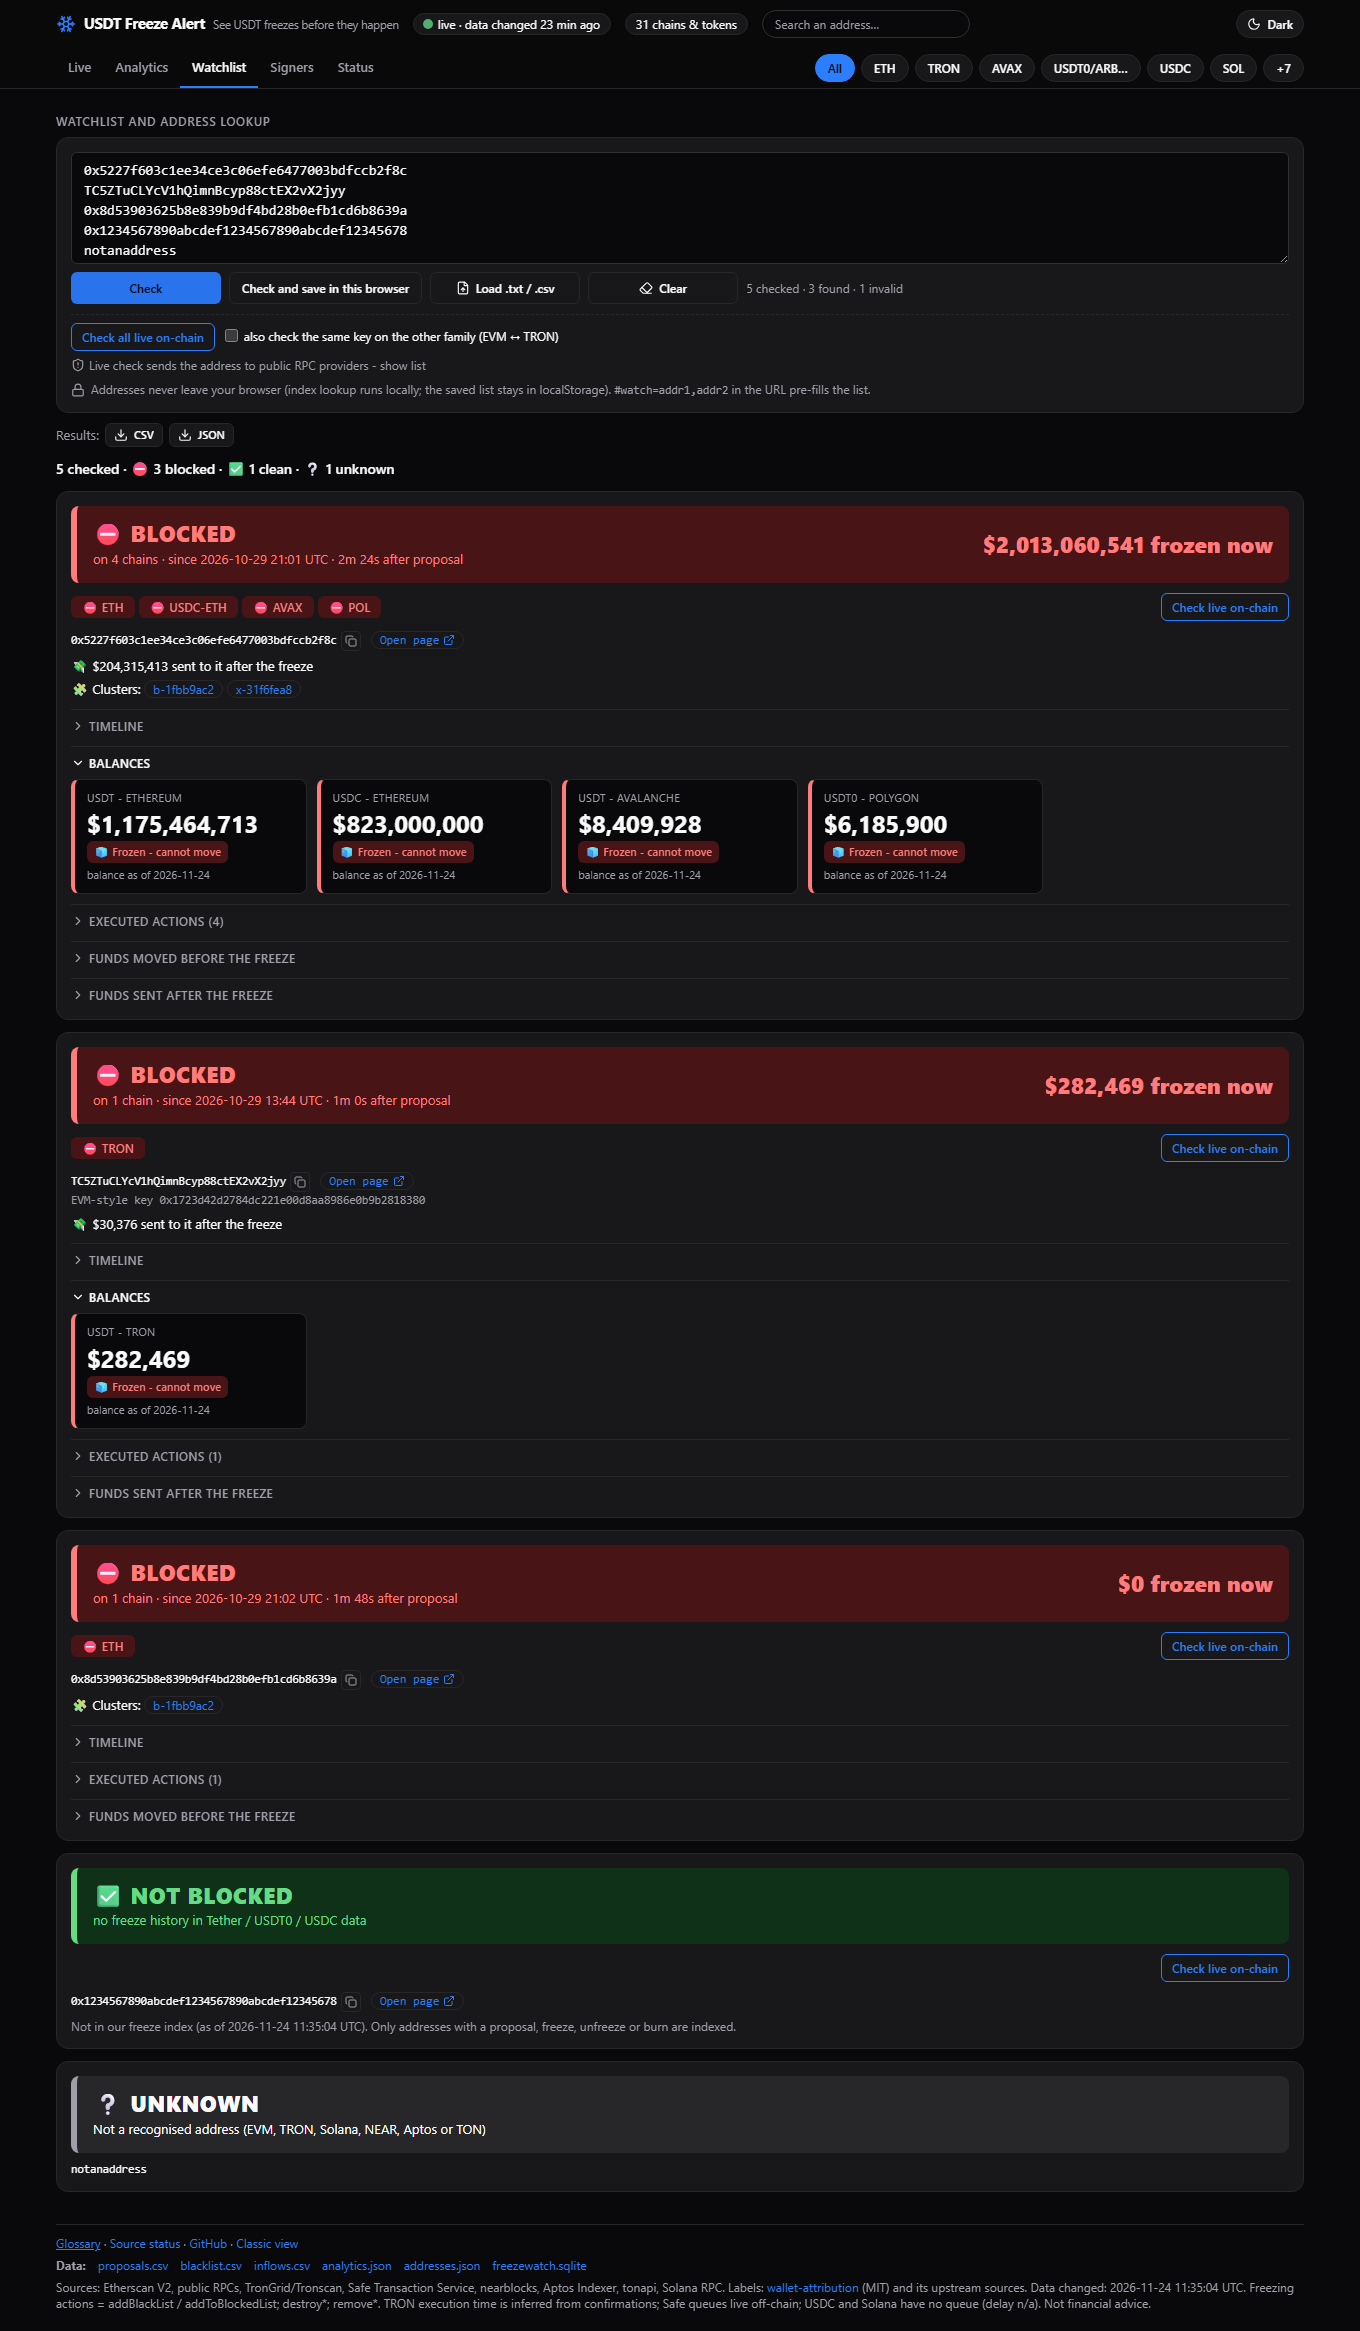 USDT Freeze Alert See USDT freezes before they happen live · data changed 23 min ago 31 chains & tokens Search an address... Dark
Live Analytics Watchlist Signers Status All ETH TRON AVAX USDT0/ARB... USDC SOL +7
WATCHLIST AND ADDRESS LOOKUP
0x5227f603c1ee34ce3c06efe6477003bdfccb2f8c
TC5ZTuCLYcV1hQimnBcyp88ctEX2vX2jyy
0x8d53903625b8e839b9df4bd28b0efb1cd6b8639a
0x1234567890abcdef1234567890abcdef12345678
notanaddress
Check Check and save in this browser Load .txt / .csv Clear 5 checked · 3 found · 1 invalid
Check all live on-chain also check the same key on the other family (EVM ↔ TRON)
Live check sends the address to public RPC providers - show list
Addresses never leave your browser (index lookup runs locally; the saved list stays in localStorage). #watch=addr1,addr2 in the URL pre-fills the list.
Results: CSV JSON
5 checked · ⛔ 3 blocked · ✅ 1 clean · ❔ 1 unknown
⛔ BLOCKED
on 4 chains · since 2026-10-29 21:01 UTC · 2m 24s after proposal
$2,013,060,541 frozen now
⛔ ETH ⛔ USDC-ETH ⛔ AVAX ⛔ POL Check live on-chain
0x5227f603c1ee34ce3c06efe6477003bdfccb2f8c Open page
$204,315,413 sent to it after the freeze
Clusters: b-1fbb9ac2 x-31f6fea8
TIMELINE
BALANCES
USDT - ETHEREUM USDC - ETHEREUM USDT - AVALANCHE USDT0 - POLYGON
$1,175,464,713 $823,000,000 $8,409,928 $6,185,900
Frozen - cannot move Frozen - cannot move Frozen - cannot move Frozen - cannot move
balance as of 2026-11-24 balance as of 2026-11-24 balance as of 2026-11-24 balance as of 2026-11-24
EXECUTED ACTIONS (4)
FUNDS MOVED BEFORE THE FREEZE
FUNDS SENT AFTER THE FREEZE
⛔ BLOCKED
on 1 chain · since 2026-10-29 13:44 UTC · 1m 0s after proposal
$282,469 frozen now
⛔ TRON Check live on-chain
TC5ZTuCLYcV1hQimnBcyp88ctEX2vX2jyy Open page
EVM-style key 0x1723d42d2784dc221e00d8aa8986e0b9b2818380
$30,376 sent to it after the freeze
TIMELINE
BALANCES
USDT - TRON
$282,469
Frozen - cannot move
balance as of 2026-11-24
EXECUTED ACTIONS (1)
FUNDS SENT AFTER THE FREEZE
⛔ BLOCKED
on 1 chain · since 2026-10-29 21:02 UTC · 1m 48s after proposal
$0 frozen now
⛔ ETH Check live on-chain
0x8d53903625b8e839b9df4bd28b0efb1cd6b8639a Open page
Clusters: b-1fbb9ac2
TIMELINE
EXECUTED ACTIONS (1)
FUNDS MOVED BEFORE THE FREEZE
✅ NOT BLOCKED
no freeze history in Tether / USDT0 / USDC data
Check live on-chain
0x1234567890abcdef1234567890abcdef12345678 Open page
Not in our freeze index (as of 2026-11-24 11:35:04 UTC). Only addresses with a proposal, freeze, unfreeze or burn are indexed.
❔ UNKNOWN
Not a recognised address (EVM, TRON, Solana, NEAR, Aptos or TON)
notanaddress
Glossary · Source status · GitHub · Classic view
Data: proposals.csv blacklist.csv inflows.csv analytics.json addresses.json freezewatch.sqlite
Sources: Etherscan V2, public RPCs, TronGrid/Tronscan, Safe Transaction Service, nearblocks, Aptos Indexer, tonapi, Solana RPC. Labels: wallet-attribution (MIT) and its upstream sources. Data changed: 2026-11-24 11:35:04 UTC. Freezing
actions = addBlackList / addToBlockedList; destroy*; remove*. TRON execution time is inferred from confirmations; Safe queues live off-chain; USDC and Solana have no queue (delay n/a). Not financial advice.